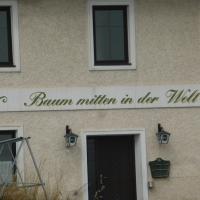 Baum mitten in der Welt